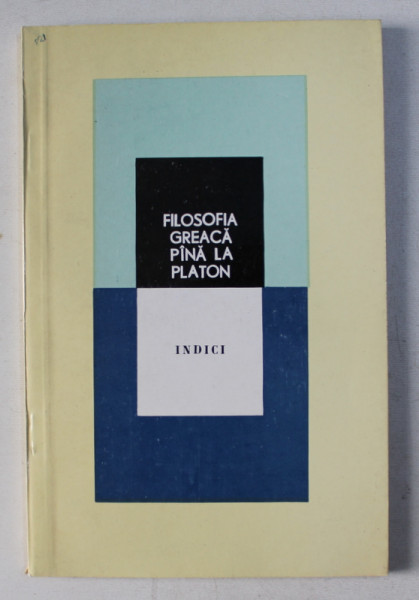 FILOSOFIA
GREACĂ
PÎNĂ LA
PLATON
INDICI